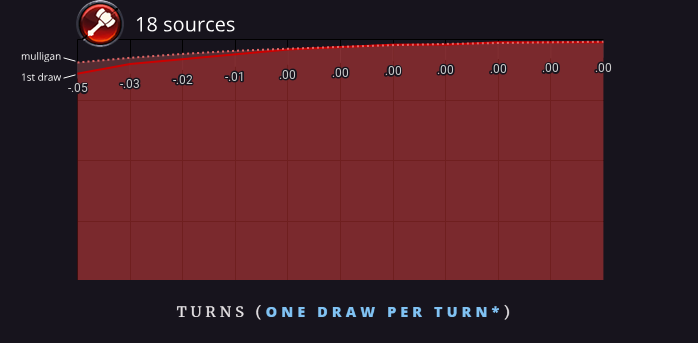 18 sources
mulligan
1st draw
-.05 -.03 -.02 -.01 .00 .00 .00 .00 .00 .00 .00
TURNS (ONE DRAW PER TURN*)